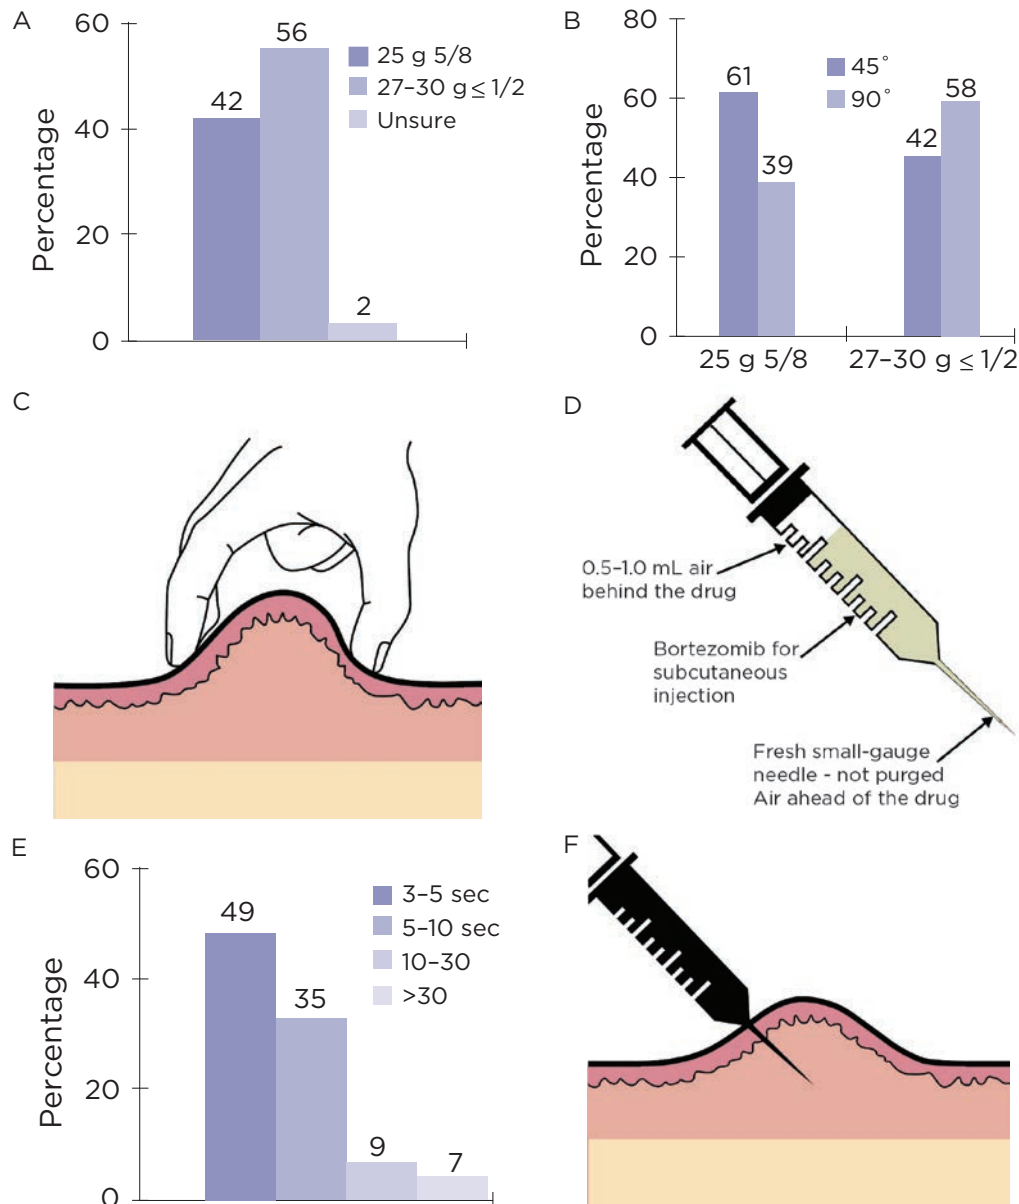 A
60
40
20
0
Percentage
42
56
2
25 g 5/8
27–30 g ≤ 1/2
Unsure
B
80
60
40
20
0
Percentage
61
39
42
58
45°
90°
25 g 5/8
27–30 g ≤ 1/2
C
D
0.5–1.0 mL air
behind the drug
Bortezomib for
subcutaneous
injection
Fresh small-gauge
needle - not purged
Air ahead of the drug
E
60
40
20
0
Percentage
49
35
9
7
3–5 sec
5–10 sec
10–30
>30
F